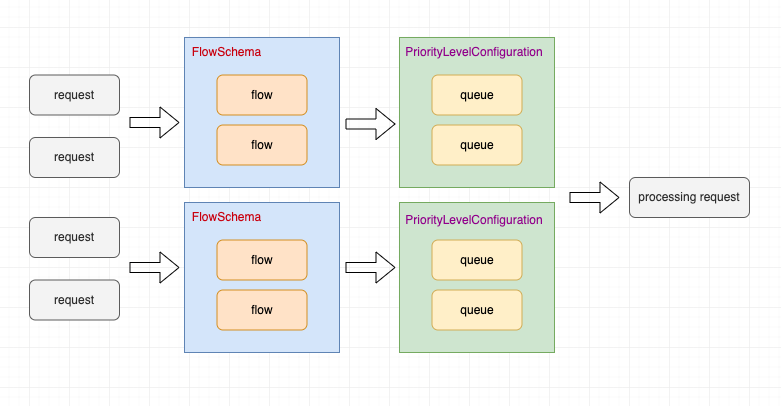 FlowSchema
PriorityLevelConfiguration
request
flow
queue
request
flow
queue
processing request
FlowSchema
PriorityLevelConfiguration
request
flow
queue
request
flow
queue